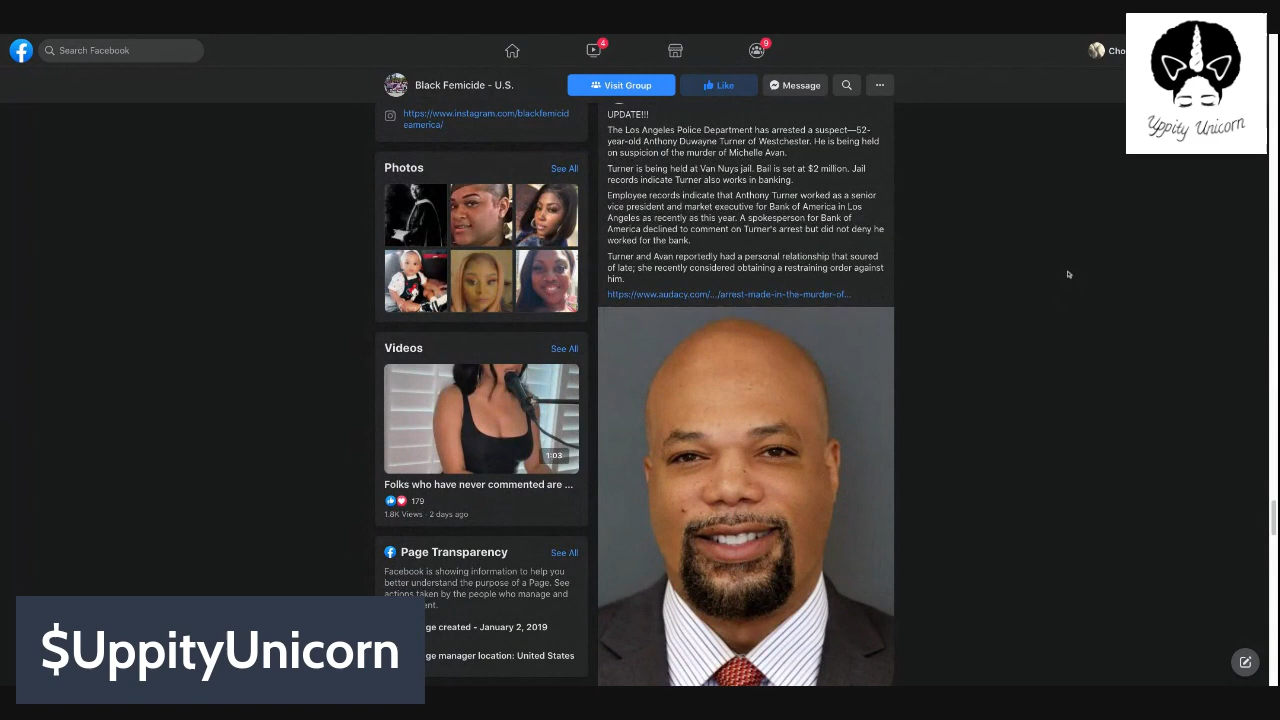 Search Facebook
4
9
Cho
Uppity Unicorn
Black Femicide - U.S.
Visit Group
Like
Message
https://www.instagram.com/blackfemicid
eamerica/
Photos
See All
Videos
See All
1:03
Folks who have never commented are ...
179
1.8K Views · 2 days ago
Page Transparency
See All
Facebook is showing information to help you
better understand the purpose of a Page. See
actions taken by the people who manage and
ent.
ge created - January 2, 2019
ge manager location: United States
UPDATE!!!
The Los Angeles Police Department has arrested a suspect—52-
year-old Anthony Duwayne Turner of Westchester. He is being held
on suspicion of the murder of Michelle Avan.
Turner is being held at Van Nuys jail. Bail is set at $2 million. Jail
records indicate Turner also works in banking.
Employee records indicate that Anthony Turner worked as a senior
vice president and market executive for Bank of America in Los
Angeles as recently as this year. A spokesperson for Bank of
America declined to comment on Turner's arrest but did not deny he
worked for the bank.
Turner and Avan reportedly had a personal relationship that soured
of late; she recently considered obtaining a restraining order against
him.
https://www.audacy.com/.../arrest-made-in-the-murder-of...
$UppityUnicorn